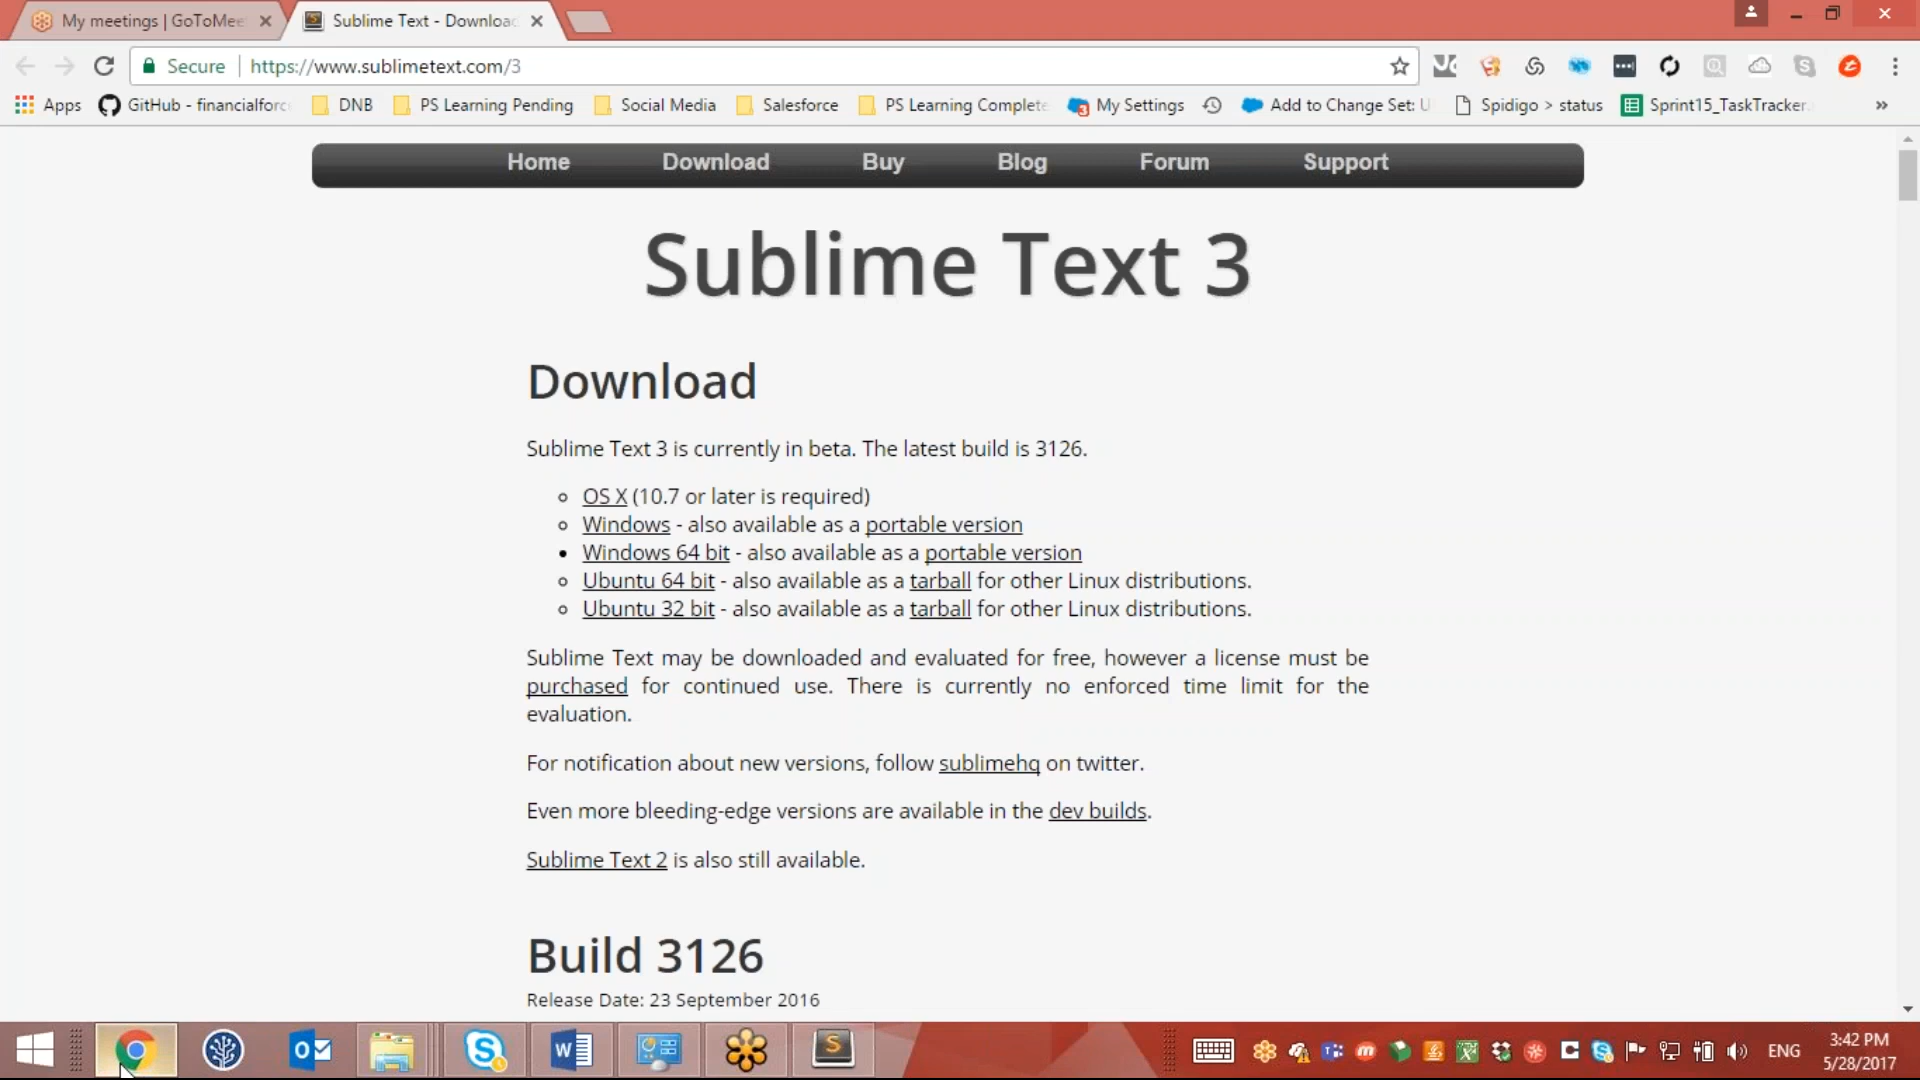 My meetings | GoToMee
Sublime Text - Download
Secure | https://www.sublimetext.com/3
Apps GitHub - financialforc DNB PS Learning Pending Social Media Salesforce PS Learning Complete My Settings Add to Change Set: U Spidigo > status Sprint15_TaskTracker
Home Download Buy Blog Forum Support
Sublime Text 3
Download
Sublime Text 3 is currently in beta. The latest build is 3126.
OS X (10.7 or later is required)
Windows - also available as a portable version
Windows 64 bit - also available as a portable version
Ubuntu 64 bit - also available as a tarball for other Linux distributions.
Ubuntu 32 bit - also available as a tarball for other Linux distributions.
Sublime Text may be downloaded and evaluated for free, however a license must be
purchased for continued use. There is currently no enforced time limit for the
evaluation.
For notification about new versions, follow sublimehq on twitter.
Even more bleeding-edge versions are available in the dev builds.
Sublime Text 2 is also still available.
Build 3126
Release Date: 23 September 2016
ENG
3:42 PM
5/28/2017